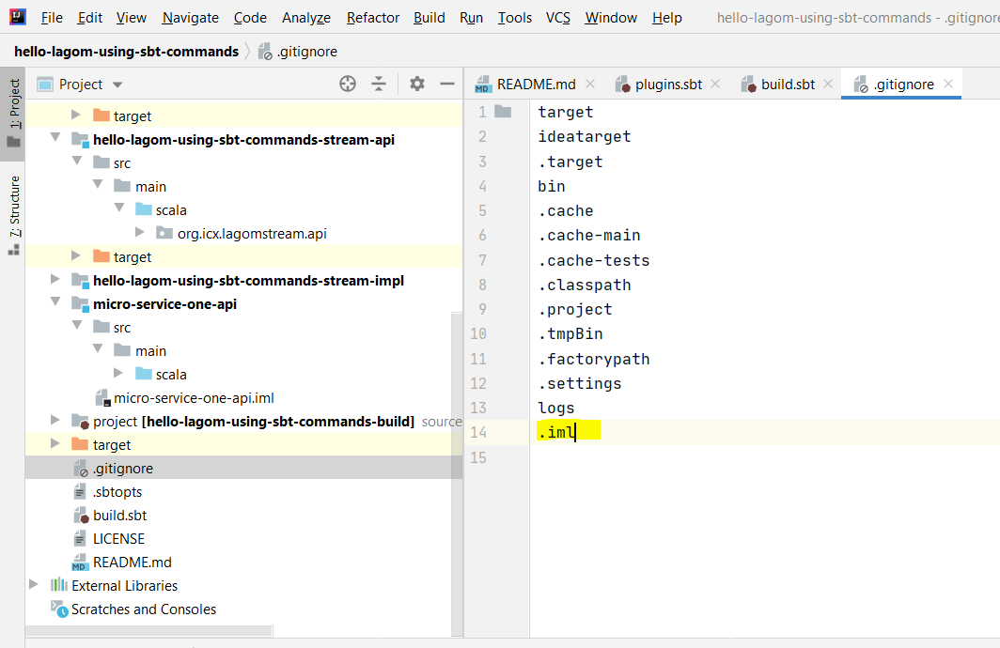 File Edit View Navigate Code Analyze Refactor Build Run Tools VCS Window Help hello-lagom-using-sbt-commands - .gitignore
hello-lagom-using-sbt-commands .gitignore
1: Project
7: Structure
Project
target
hello-lagom-using-sbt-commands-stream-api
src
main
scala
org.icx.lagomstream.api
target
hello-lagom-using-sbt-commands-stream-impl
micro-service-one-api
src
main
scala
micro-service-one-api.iml
project [hello-lagom-using-sbt-commands-build] source
target
.gitignore
.sbtopts
build.sbt
LICENSE
MD README.md
External Libraries
Scratches and Consoles
MD README.md plugins.sbt build.sbt .gitignore
1 target
2 ideatarget
3 .target
4 bin
5 .cache
6 .cache-main
7 .cache-tests
8 .classpath
9 .project
10 .tmpBin
11 .factorypath
12 .settings
13 logs
14 .iml
15